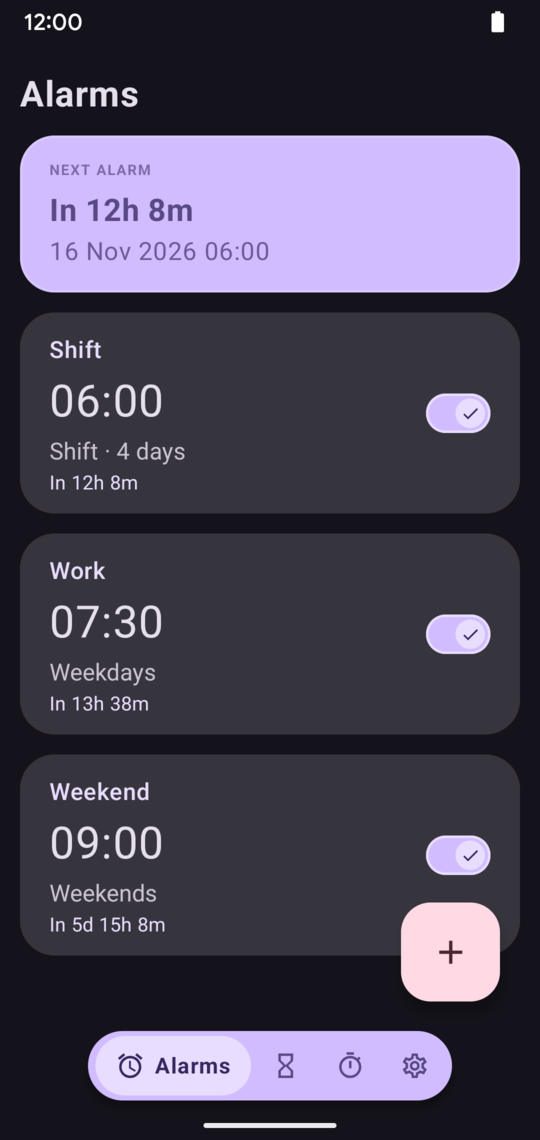 12:00
Alarms
NEXT ALARM
In 12h 8m
16 Nov 2026 06:00
Shift
06:00
Shift · 4 days
In 12h 8m
Work
07:30
Weekdays
In 13h 38m
Weekend
09:00
Weekends
In 5d 15h 8m
Alarms